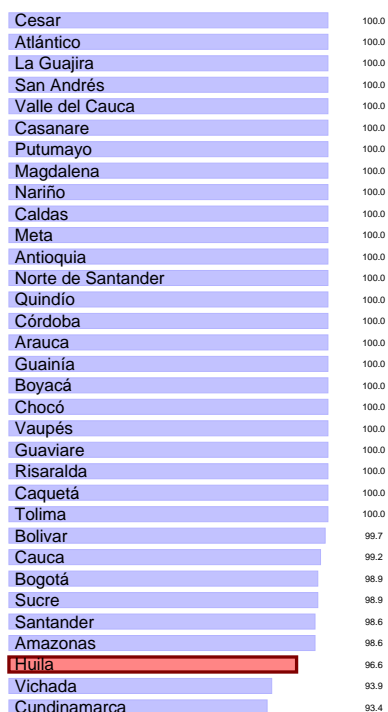 Cesar 100.0
Atlántico 100.0
La Guajira 100.0
San Andrés 100.0
Valle del Cauca 100.0
Casanare 100.0
Putumayo 100.0
Magdalena 100.0
Nariño 100.0
Caldas 100.0
Meta 100.0
Antioquia 100.0
Norte de Santander 100.0
Quindío 100.0
Córdoba 100.0
Arauca 100.0
Guainía 100.0
Boyacá 100.0
Chocó 100.0
Vaupés 100.0
Guaviare 100.0
Risaralda 100.0
Caquetá 100.0
Tolima 100.0
Bolivar 99.7
Cauca 99.2
Bogotá 98.9
Sucre 98.9
Santander 98.6
Amazonas 98.6
Huila 96.6
Vichada 93.9
Cundinamarca 93.4